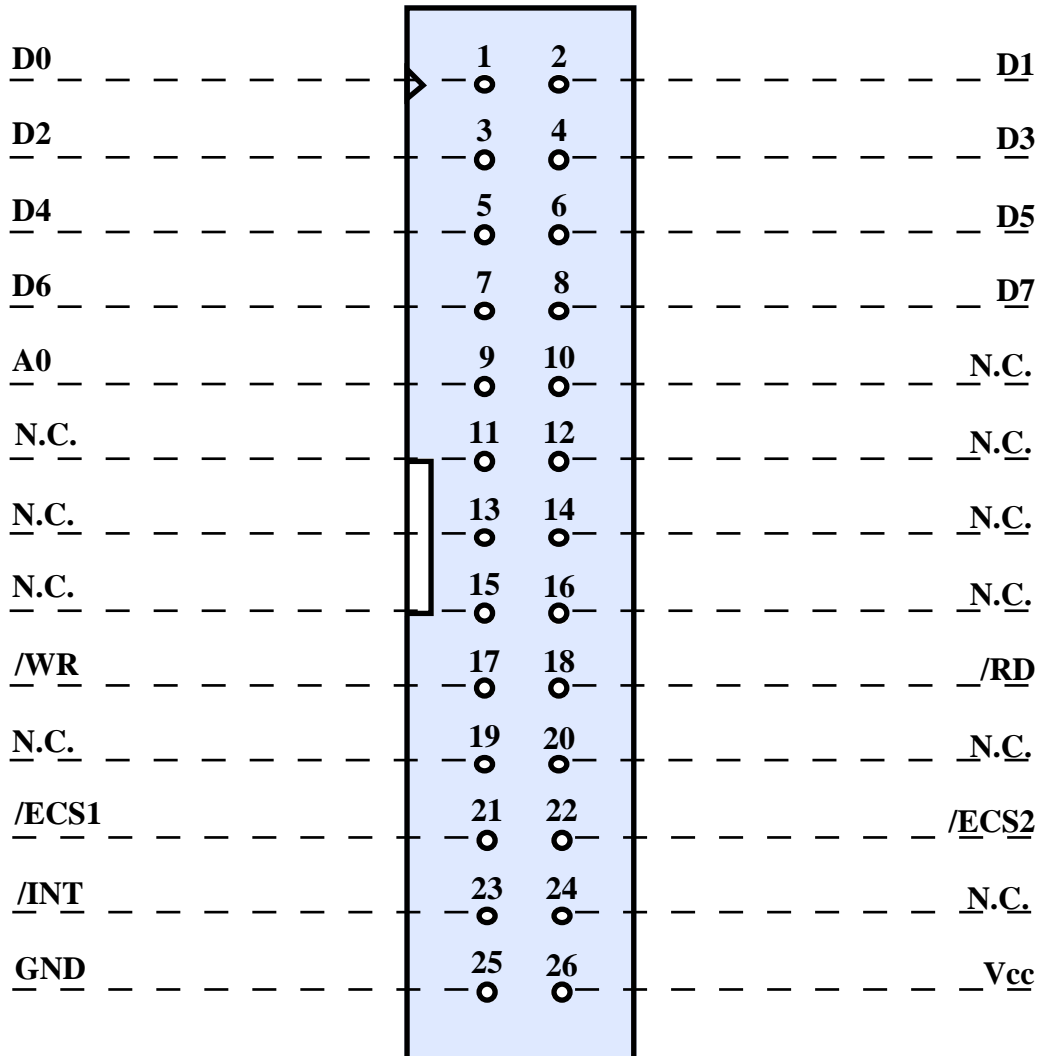 D0 1 2 D1
D2 3 4 D3
D4 5 6 D5
D6 7 8 D7
A0 9 10 N.C.
N.C. 11 12 N.C.
N.C. 13 14 N.C.
N.C. 15 16 N.C.
/WR 17 18 /RD
N.C. 19 20 N.C.
/ECS1 21 22 /ECS2
/INT 23 24 N.C.
GND 25 26 Vcc